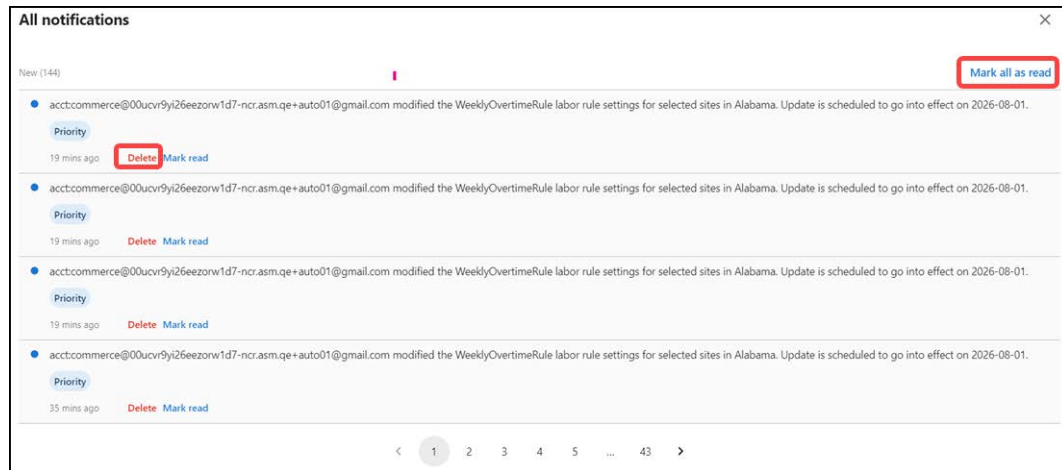 All notifications
New (144)
Mark all as read
acct:commerce@00ucvr9yi26eezorw1d7-ncr.asm.qe+auto01@gmail.com modified the WeeklyOvertimeRule labor rule settings for selected sites in Alabama. Update is scheduled to go into effect on 2026-08-01.
Priority
19 mins ago Delete Mark read
acct:commerce@00ucvr9yi26eezorw1d7-ncr.asm.qe+auto01@gmail.com modified the WeeklyOvertimeRule labor rule settings for selected sites in Alabama. Update is scheduled to go into effect on 2026-08-01.
Priority
19 mins ago Delete Mark read
acct:commerce@00ucvr9yi26eezorw1d7-ncr.asm.qe+auto01@gmail.com modified the WeeklyOvertimeRule labor rule settings for selected sites in Alabama. Update is scheduled to go into effect on 2026-08-01.
Priority
19 mins ago Delete Mark read
acct:commerce@00ucvr9yi26eezorw1d7-ncr.asm.qe+auto01@gmail.com modified the WeeklyOvertimeRule labor rule settings for selected sites in Alabama. Update is scheduled to go into effect on 2026-08-01.
Priority
35 mins ago Delete Mark read
< 1 2 3 4 5 ... 43 >